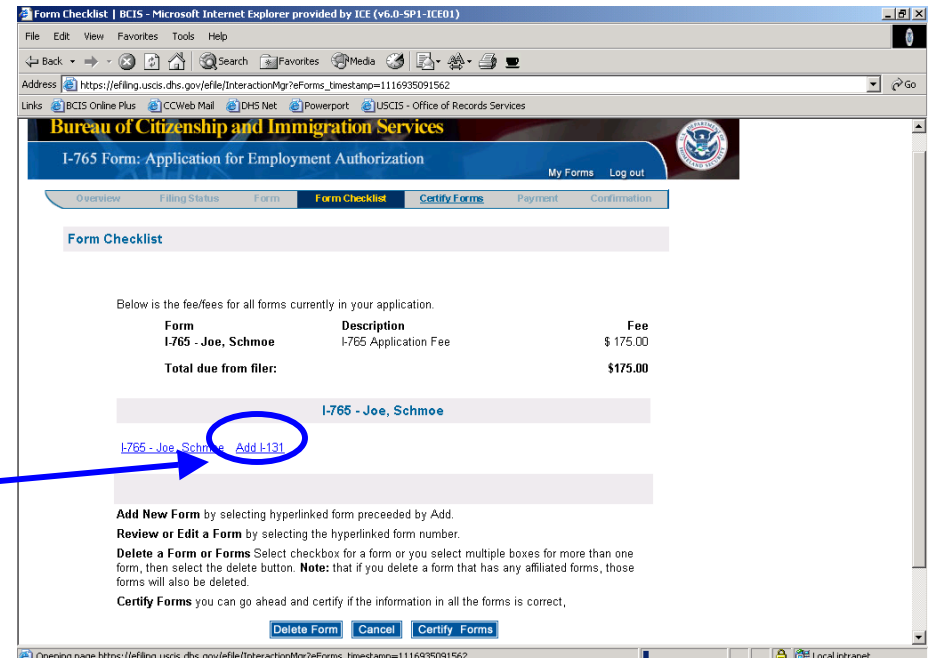 Form Checklist | BCIS - Microsoft Internet Explorer provided by ICE (v6.0-SP1-ICE01)
File Edit View Favorites Tools Help
Back Search Favorites Media
Address https://efiling.uscis.dhs.gov/efile/InteractionMgr?eForms_timestamp=1116935091562 Go
Links BCIS Online Plus CCWeb Mail DHS Net Powerport USCIS - Office of Records Services
Bureau of Citizenship and Immigration Services
I-765 Form: Application for Employment Authorization
My Forms Log out
Overview Filing Status Form Form Checklist Certify Forms Payment Confirmation
Form Checklist
Below is the fee/fees for all forms currently in your application.
Form Description Fee
I-765 - Joe, Schmoe I-765 Application Fee $ 175.00
Total due from filer: $175.00
I-765 - Joe, Schmoe
I-765 - Joe, Schmoe Add I-131
Add New Form by selecting hyperlinked form preceeded by Add.
Review or Edit a Form by selecting the hyperlinked form number.
Delete a Form or Forms Select checkbox for a form or you select multiple boxes for more than one
form, then select the delete button. Note: that if you delete a form that has any affiliated forms, those
forms will also be deleted.
Certify Forms you can go ahead and certify if the information in all the forms is correct,
Delete Form Cancel Certify Forms
Opening page https://efiling.uscis.dhs.gov/efile/InteractionMgr?eForms_timestamp=1116935091562 Local intranet